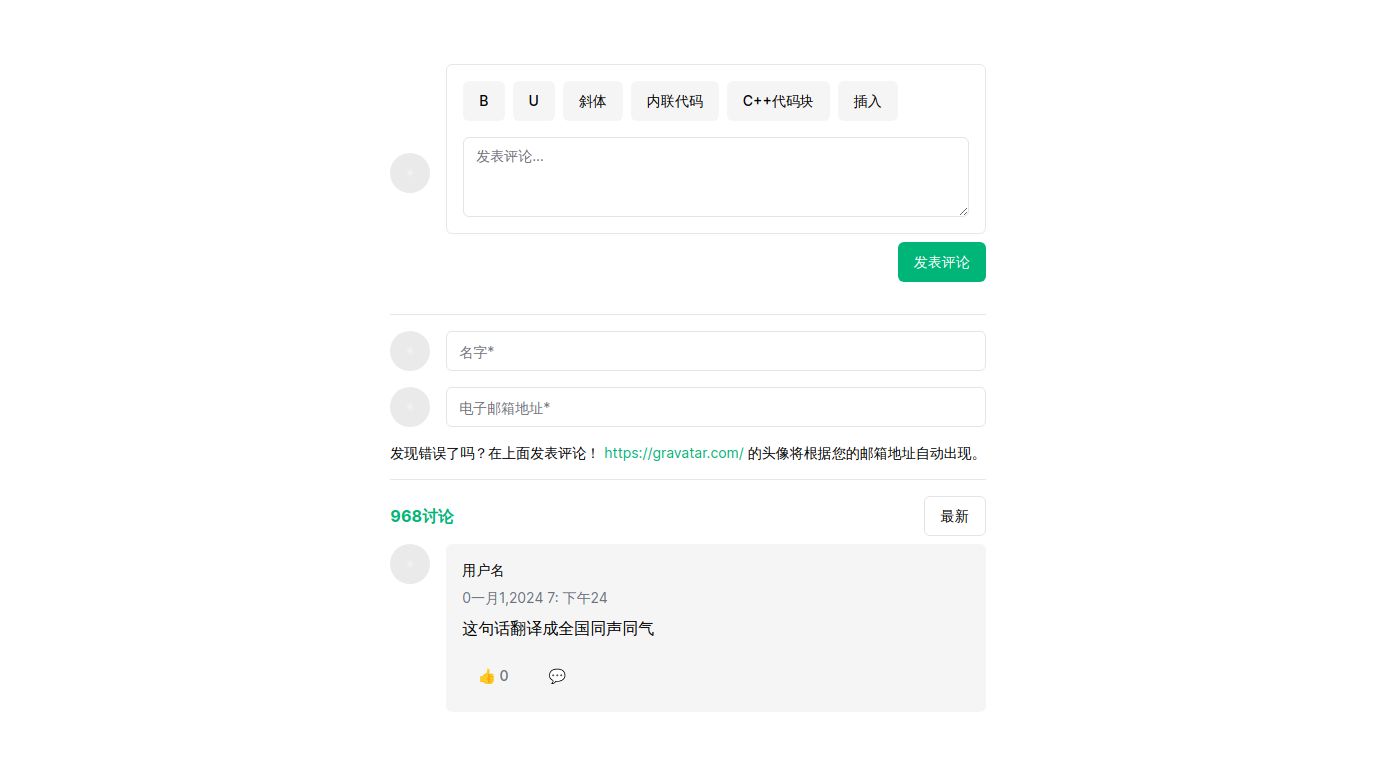 B U 斜体 内联代码 C++代码块 插入
发表评论...
发表评论
名字*
电子邮箱地址*
发现错误了吗？在上面发表评论！ https://gravatar.com/ 的头像将根据您的邮箱地址自动出现。
968讨论 最新
用户名
0一月1,2024 7: 下午24
这句话翻译成全国同声同气
👍 0 💬